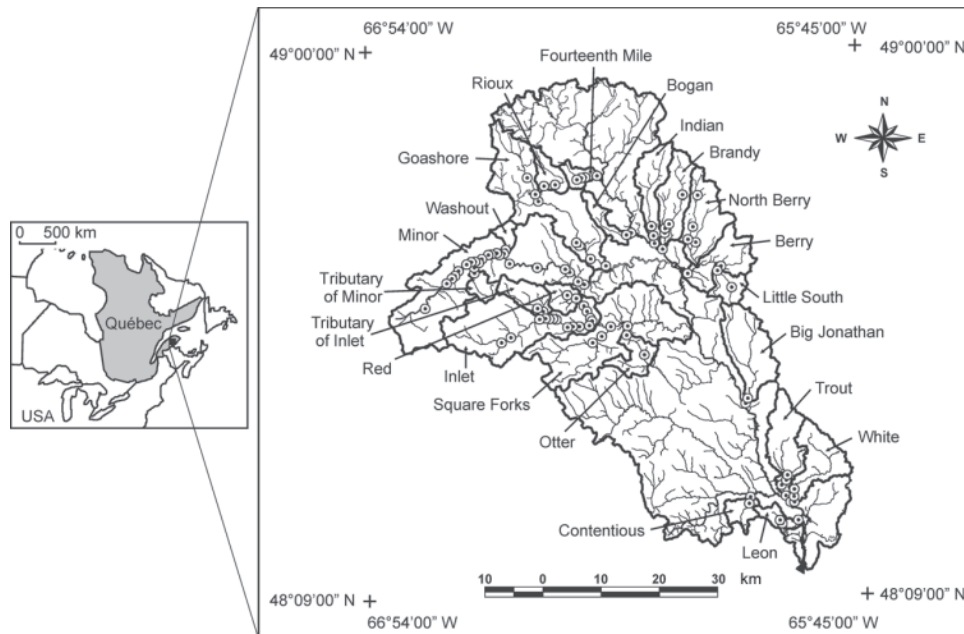 66°54'00" W
65°45'00" W
49°00'00" N
49°00'00" N
Fourteenth Mile
Rioux
Bogan
Indian
Brandy
Goashore
N
W
E
S
North Berry
Washout
Minor
Berry
0 500 km
Tributary
of Minor
Little South
Québec
Tributary
of Inlet
Big Jonathan
Red
Inlet
Trout
Square Forks
USA
White
Otter
Contentious
Leon
10 0 10 20 30 km
48°09'00" N
48°09'00" N
66°54'00" W
65°45'00" W